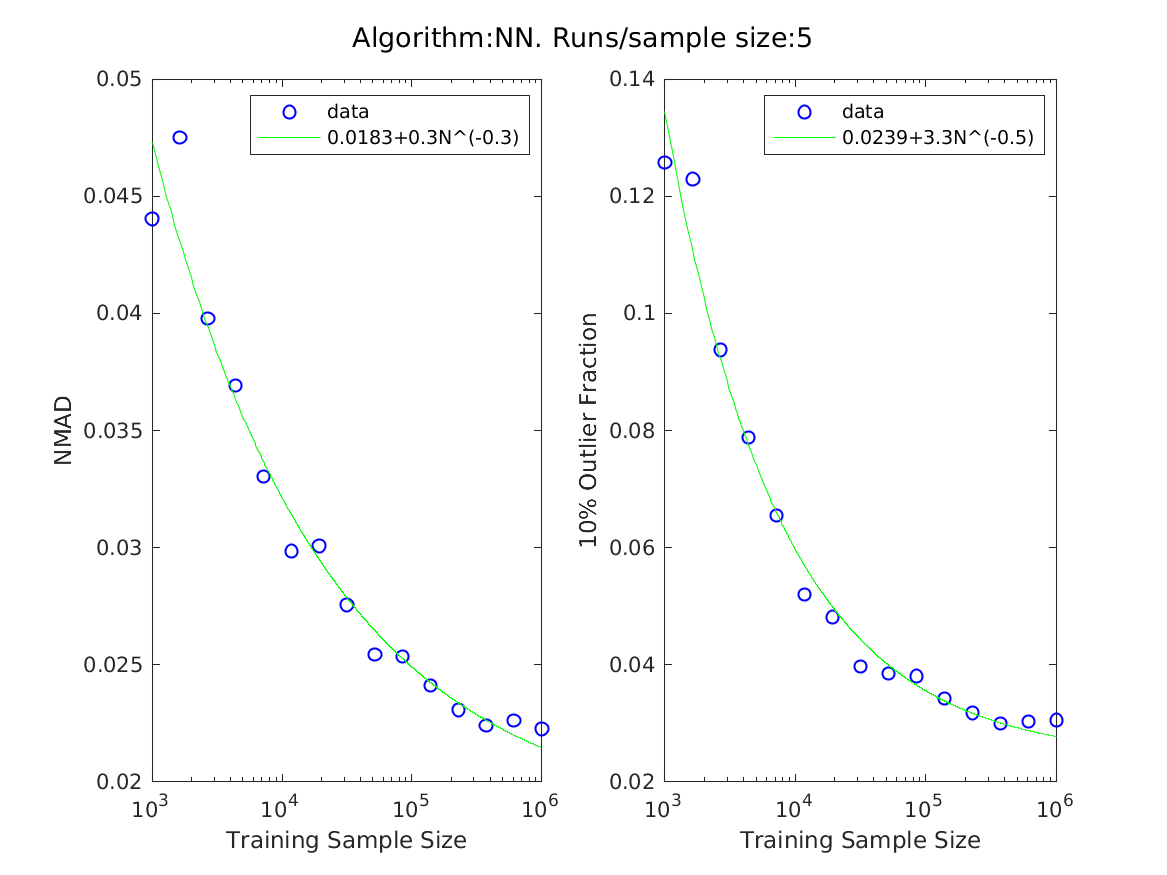 Algorithm:NN. Runs/sample size:5
0.05
0.045
0.04
0.035
0.03
0.025
0.02
NMAD
data
0.0183+0.3N^(-0.3)
10^3
10^4
10^5
10^6
Training Sample Size
0.14
0.12
0.1
0.08
0.06
0.04
0.02
10% Outlier Fraction
data
0.0239+3.3N^(-0.5)
10^3
10^4
10^5
10^6
Training Sample Size